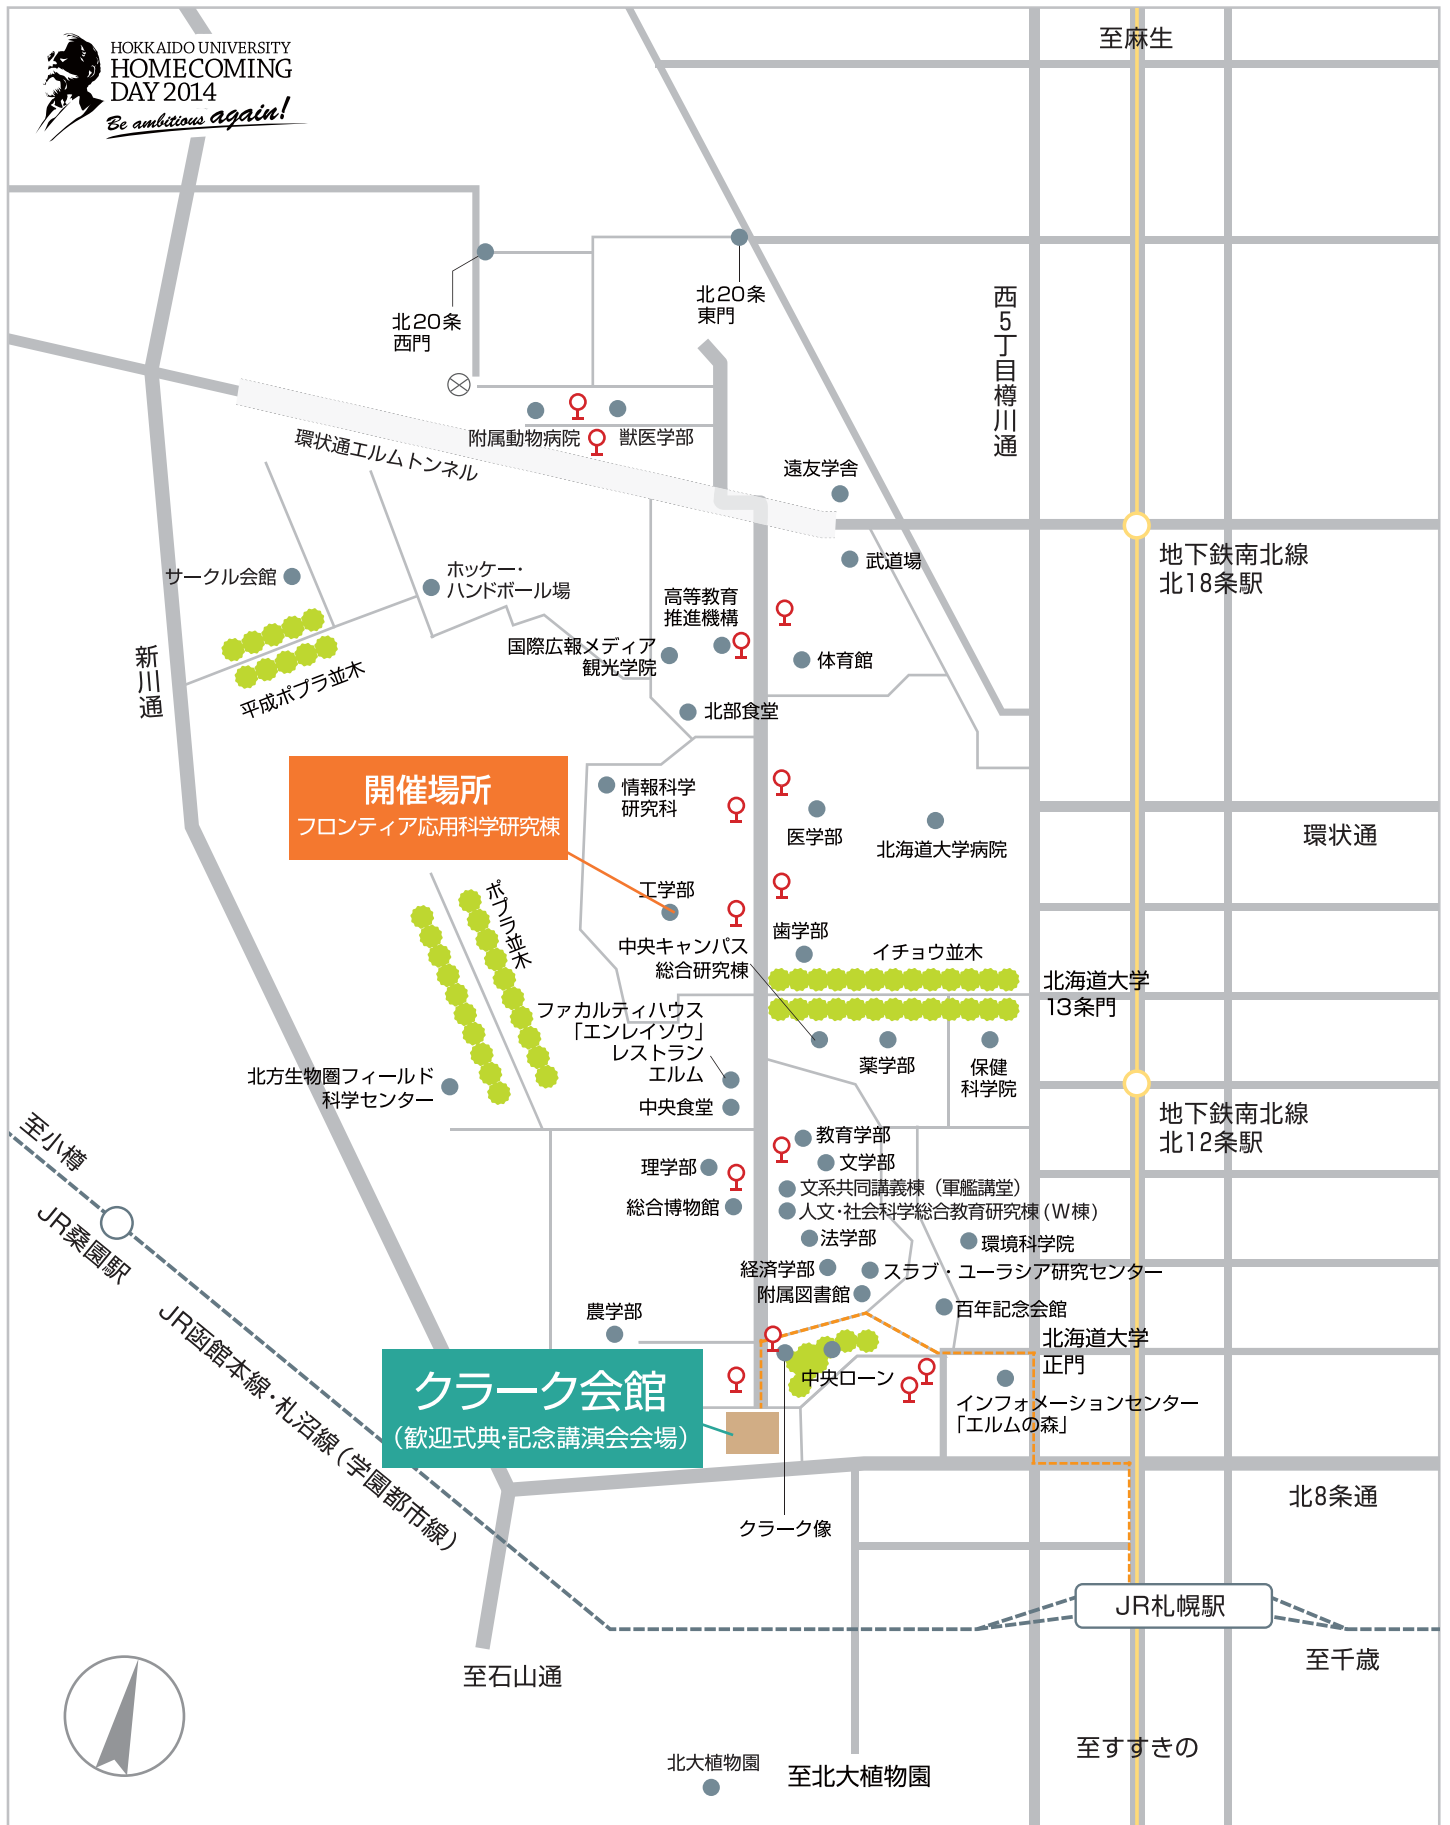 HOKKAIDO UNIVERSITY
HOMECOMING
DAY 2014
Be ambitious again!
至麻生
北20条
西門
北20条
東門
西5丁目樽川通
附属動物病院
獣医学部
環状通エルムトンネル
遠友学舎
武道場
地下鉄南北線
北18条駅
サークル会館
ホッケー・
ハンドボール場
高等教育
推進機構
国際広報メディア
観光学院
体育館
新川通
平成ポプラ並木
北部食堂
開催場所
フロンティア応用科学研究棟
情報科学
研究科
医学部
北海道大学病院
環状通
工学部
ポプラ並木
中央キャンパス
総合研究棟
歯学部
イチョウ並木
北海道大学
13条門
ファカルティハウス
「エンレイソウ」
レストラン
エルム
薬学部
保健
科学院
北方生物圏フィールド
科学センター
中央食堂
地下鉄南北線
北12条駅
至小樽
JR桑園駅
教育学部
文学部
理学部
文系共同講義棟（軍艦講堂）
総合博物館
人文・社会科学総合教育研究棟(W棟)
法学部
環境科学院
経済学部
スラブ・ユーラシア研究センター
附属図書館
百年記念会館
農学部
北海道大学
正門
JR函館本線・札沼線(学園都市線)
クラーク会館
（歓迎式典・記念講演会会場）
中央ローン
インフォメーションセンター
「エルムの森」
北8条通
クラーク像
JR札幌駅
至石山通
至千歳
至すすきの
北大植物園
至北大植物園